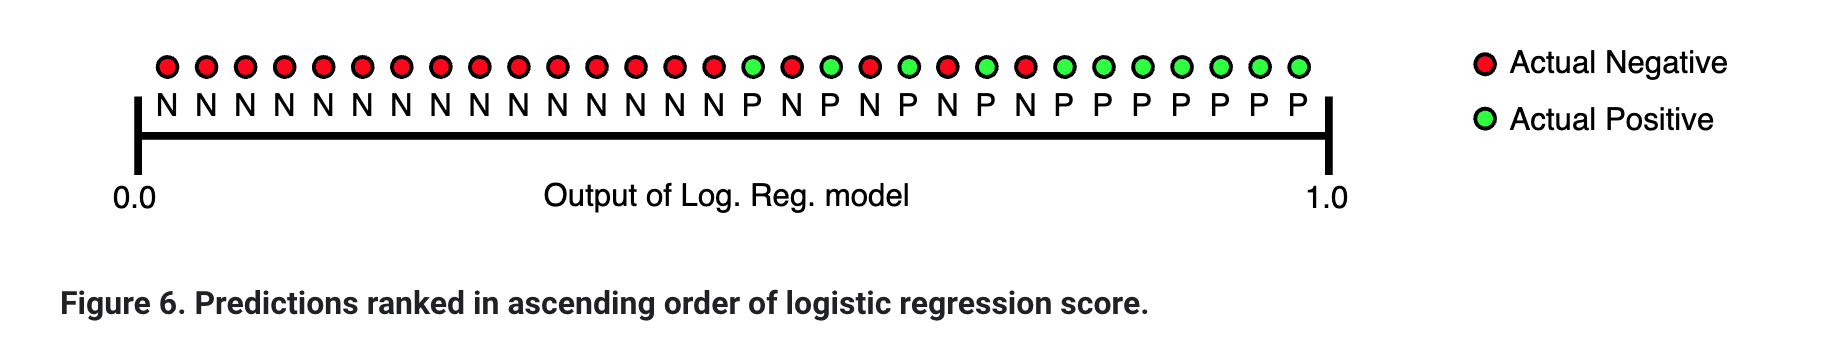 Actual Negative
N N N N N N N N N N N N N N N P N P N P N P N P P P P P P P
Actual Positive
0.0 Output of Log. Reg. model 1.0
Figure 6. Predictions ranked in ascending order of logistic regression score.